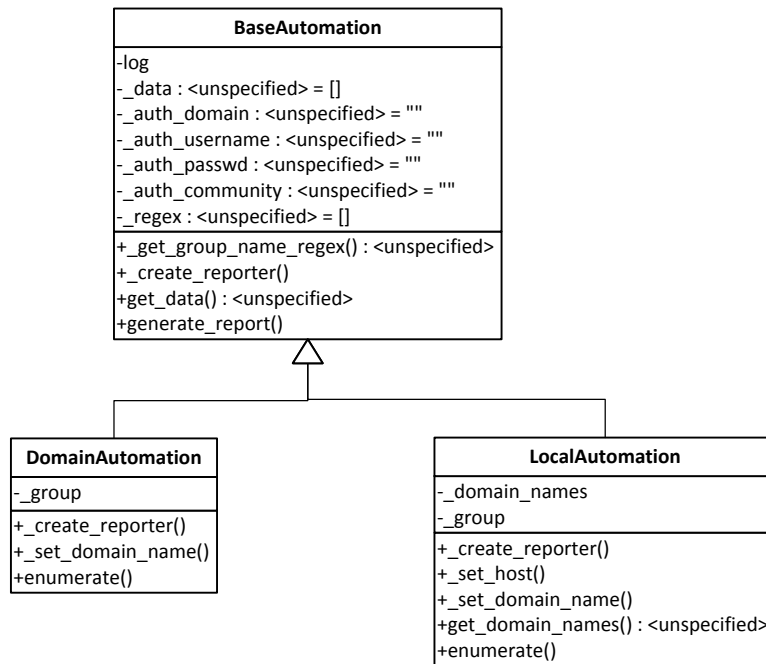 BaseAutomation
-log
-_data : <unspecified> = []
-_auth_domain : <unspecified> = ""
-_auth_username : <unspecified> = ""
-_auth_passwd : <unspecified> = ""
-_auth_community : <unspecified> = ""
-_regex : <unspecified> = []
+_get_group_name_regex() : <unspecified>
+_create_reporter()
+get_data() : <unspecified>
+generate_report()
DomainAutomation
-_group
+_create_reporter()
+_set_domain_name()
+enumerate()
LocalAutomation
-_domain_names
-_group
+_create_reporter()
+_set_host()
+_set_domain_name()
+get_domain_names() : <unspecified>
+enumerate()